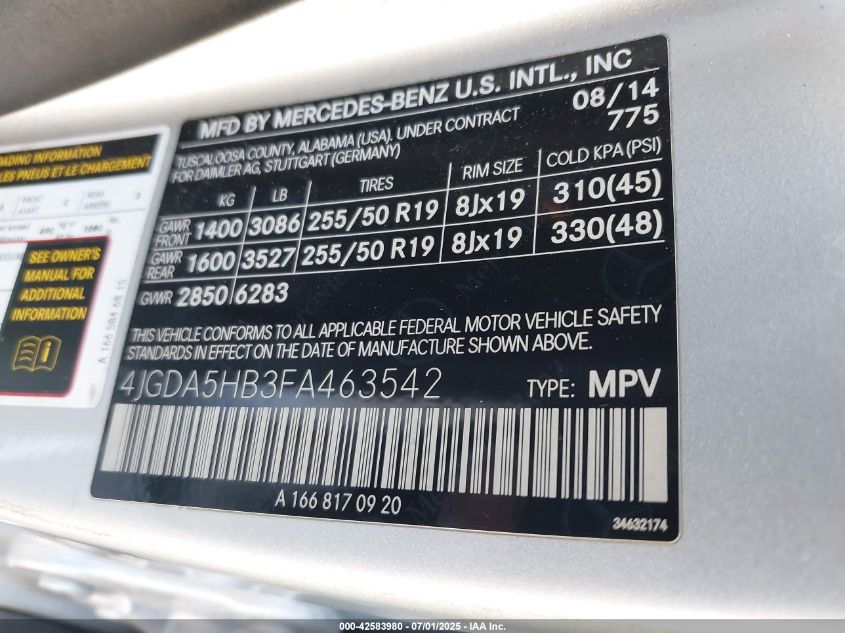 MFD BY MERCEDES-BENZ U.S. INTL., INC
TUSCALOOSA COUNTY, ALABAMA (USA). UNDER CONTRACT 08/14
FOR DAIMLER AG, STUTTGART (GERMANY) 775
KG LB TIRES RIM SIZE COLD KPA (PSI)
GAWR FRONT 1400 3086 255/50 R19 8Jx19 310(45)
GAWR REAR 1600 3527 255/50 R19 8Jx19 330(48)
GVWR 2850 6283
THIS VEHICLE CONFORMS TO ALL APPLICABLE FEDERAL MOTOR VEHICLE SAFETY
STANDARDS IN EFFECT ON THE DATE OF MANUFACTURE SHOWN ABOVE.
4JGDA5HB3FA463542 TYPE: MPV
A 166 817 09 20
34632174
LOADING INFORMATION
LES PNEUS ET LE CHARGEMENT
SEE OWNER'S
MANUAL FOR
ADDITIONAL
INFORMATION
A 166 584 68 15
000-42583980 - 07/01/2025 - IAA Inc.